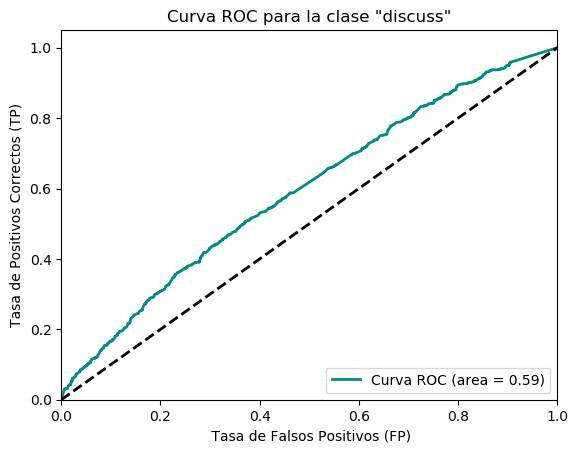 Curva ROC para la clase "discuss"
Tasa de Positivos Correctos (TP)
1.0
0.8
0.6
0.4
0.2
0.0
0.0 0.2 0.4 0.6 0.8 1.0
Curva ROC (area = 0.59)
Tasa de Falsos Positivos (FP)